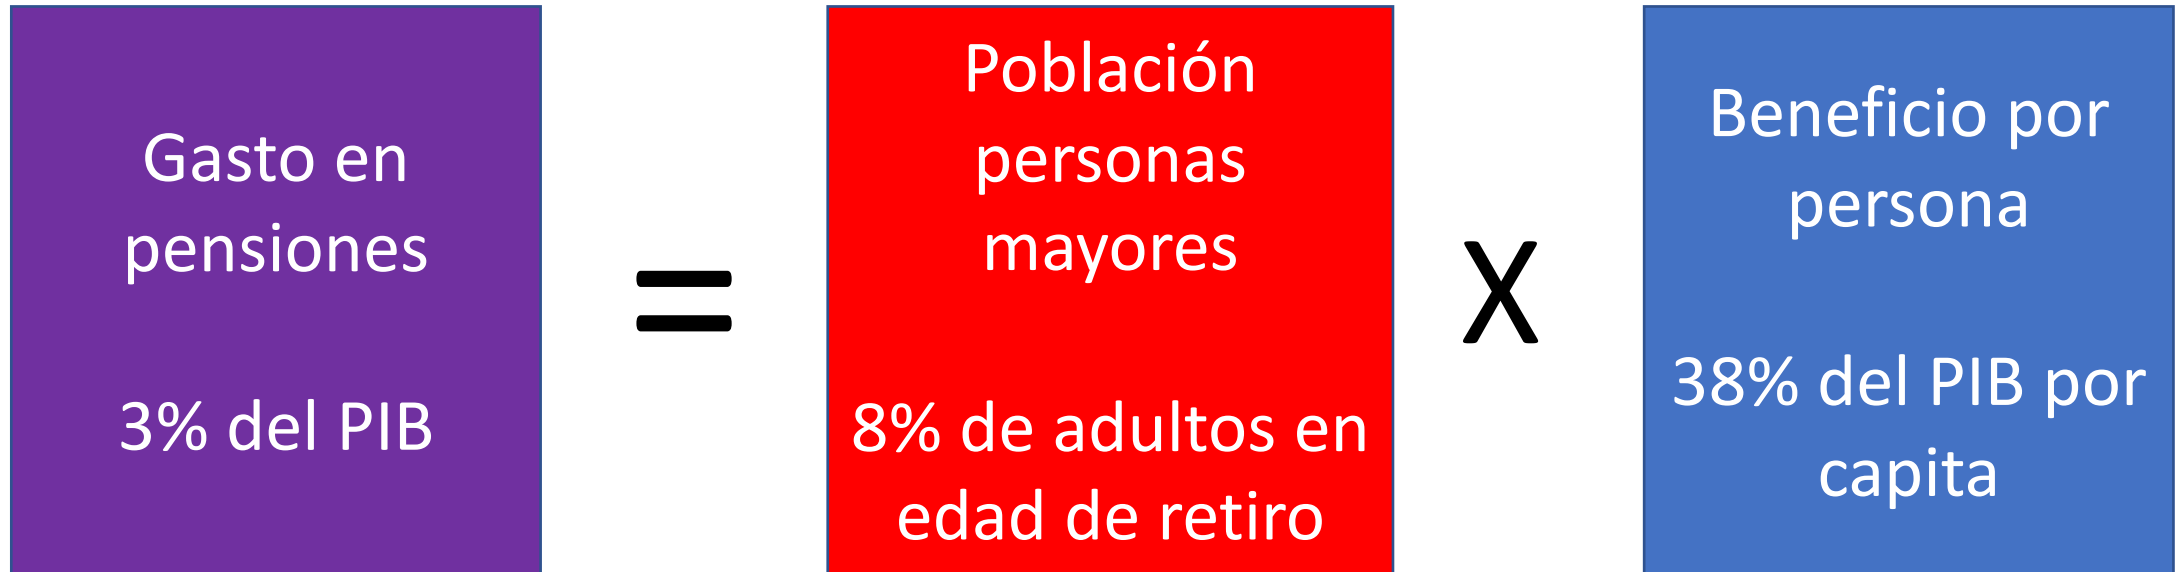 Gasto en
pensiones
3% del PIB
=
Población
personas
mayores
8% de adultos en
edad de retiro
X
Beneficio por
persona
38% del PIB por
capita